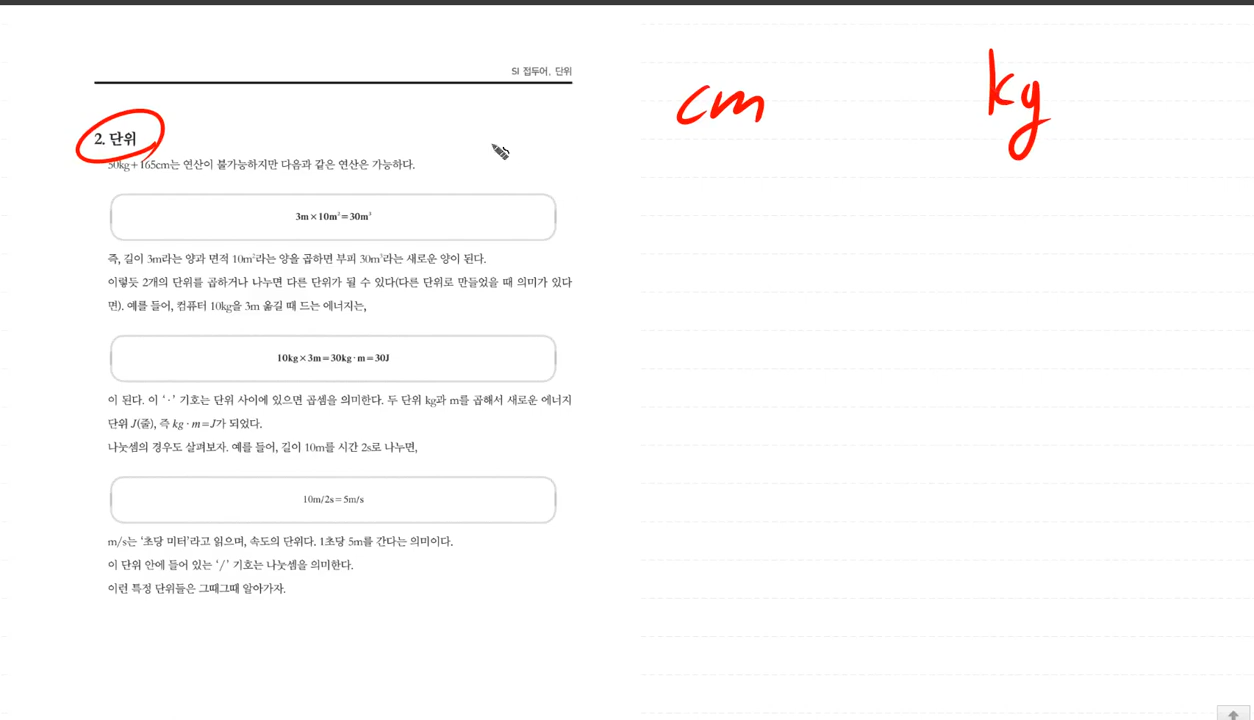 SI 접두어, 단위
cm
kg
2. 단위
50kg+165cm는 연산이 불가능하지만 다음과 같은 연산은 가능하다.
3m×10m²=30m³
즉, 길이 3m라는 양과 면적 10m²라는 양을 곱하면 부피 30m³라는 새로운 양이 된다.
이렇듯 2개의 단위를 곱하거나 나누면 다른 단위가 될 수 있다(다른 단위로 만들었을 때 의미가 있다
면). 예를 들어, 컴퓨터 10kg을 3m 옮길 때 드는 에너지는,
10kg×3m=30kg·m=30J
이 된다. 이 ‘·’ 기호는 단위 사이에 있으면 곱셈을 의미한다. 두 단위 kg과 m를 곱해서 새로운 에너지
단위 J(줄), 즉 kg·m=J가 되었다.
나눗셈의 경우도 살펴보자. 예를 들어, 길이 10m를 시간 2s로 나누면,
10m/2s=5m/s
m/s는 ‘초당 미터’라고 읽으며, 속도의 단위다. 1초당 5m를 간다는 의미이다.
이 단위 안에 들어 있는 ‘/’ 기호는 나눗셈을 의미한다.
이런 특정 단위들은 그때그때 알아가자.